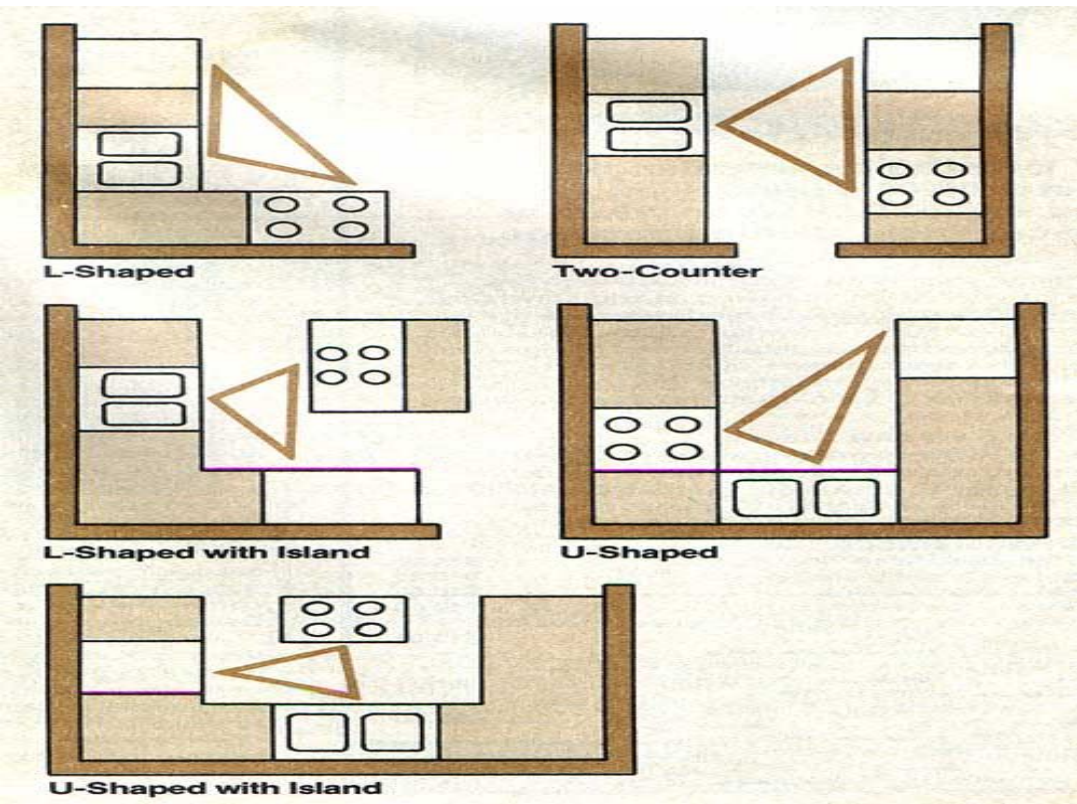 L-Shaped
Two-Counter
L-Shaped with Island
U-Shaped
U-Shaped with Island